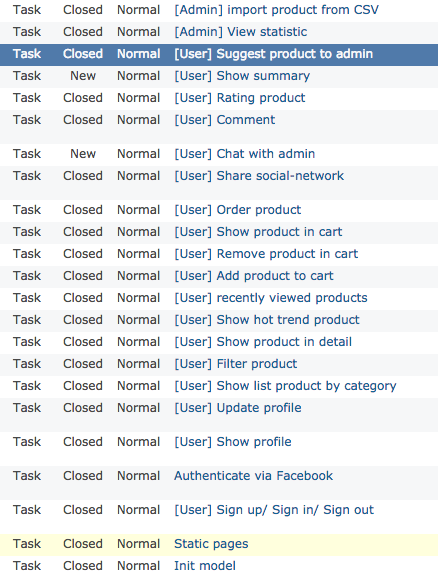 Task Closed Normal [Admin] import product from CSV
Task Closed Normal [Admin] View statistic
Task Closed Normal [User] Suggest product to admin
Task New Normal [User] Show summary
Task Closed Normal [User] Rating product
Task Closed Normal [User] Comment
Task New Normal [User] Chat with admin
Task Closed Normal [User] Share social-network
Task Closed Normal [User] Order product
Task Closed Normal [User] Show product in cart
Task Closed Normal [User] Remove product in cart
Task Closed Normal [User] Add product to cart
Task Closed Normal [User] recently viewed products
Task Closed Normal [User] Show hot trend product
Task Closed Normal [User] Show product in detail
Task Closed Normal [User] Filter product
Task Closed Normal [User] Show list product by category
Task Closed Normal [User] Update profile
Task Closed Normal [User] Show profile
Task Closed Normal Authenticate via Facebook
Task Closed Normal [User] Sign up/ Sign in/ Sign out
Task Closed Normal Static pages
Task Closed Normal Init model